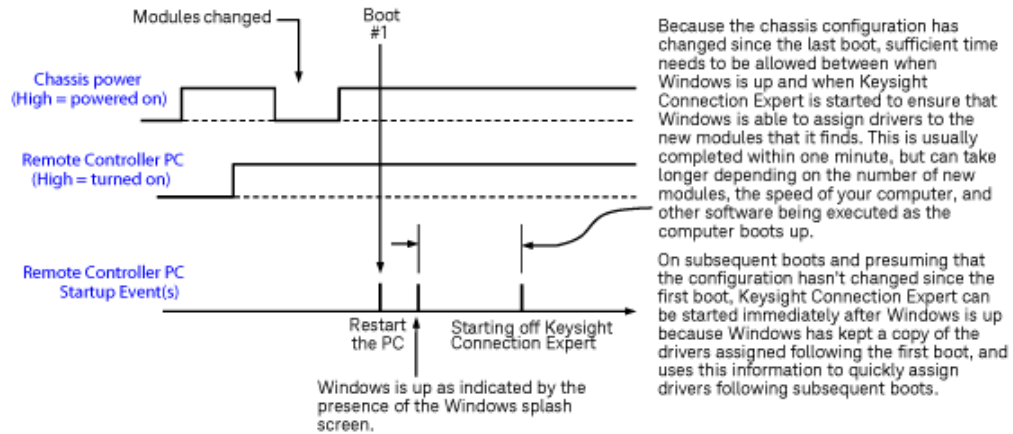 Modules changed
Boot
#1
Chassis power
(High = powered on)
Remote Controller PC
(High = turned on)
Remote Controller PC
Startup Event(s)
Restart
the PC
Starting off Keysight
Connection Expert
Windows is up as indicated by the
presence of the Windows splash
screen.
Because the chassis configuration has
changed since the last boot, sufficient time
needs to be allowed between when
Windows is up and when Keysight
Connection Expert is started to ensure that
Windows is able to assign drivers to the
new modules that it finds. This is usually
completed within one minute, but can take
longer depending on the number of new
modules, the speed of your computer, and
other software being executed as the
computer boots up.
On subsequent boots and presuming that
the configuration hasn't changed since the
first boot, Keysight Connection Expert can
be started immediately after Windows is up
because Windows has kept a copy of the
drivers assigned following the first boot, and
uses this information to quickly assign
drivers following subsequent boots.